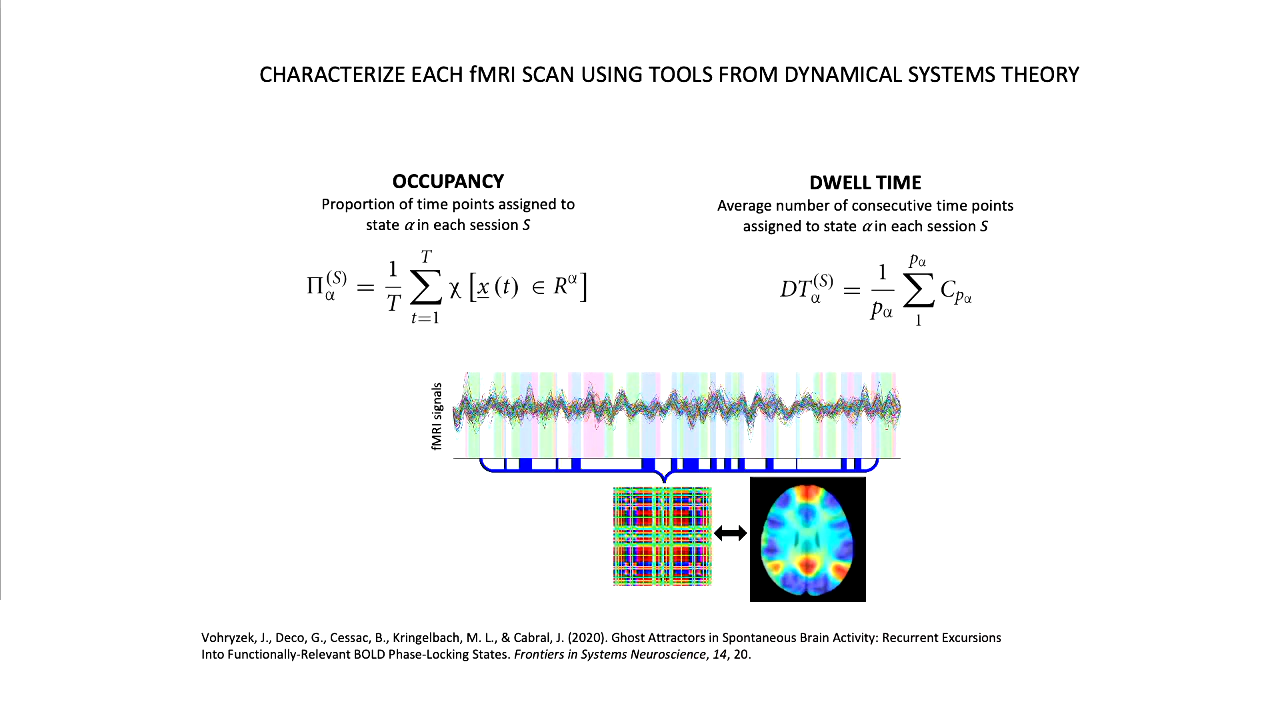 CHARACTERIZE EACH fMRI SCAN USING TOOLS FROM DYNAMICAL SYSTEMS THEORY
OCCUPANCY
Proportion of time points assigned to
state α in each session S
Π_α^(S) = 1/T ∑_{t=1}^{T} χ [x (t) ∈ R^α]
DWELL TIME
Average number of consecutive time points
assigned to state α in each session S
DT_α^(S) = 1/p_α ∑_{1}^{p_α} C_{p_α}
fMRI signals
Vohryzek, J., Deco, G., Cessac, B., Kringelbach, M. L., & Cabral, J. (2020). Ghost Attractors in Spontaneous Brain Activity: Recurrent Excursions
Into Functionally-Relevant BOLD Phase-Locking States. Frontiers in Systems Neuroscience, 14, 20.